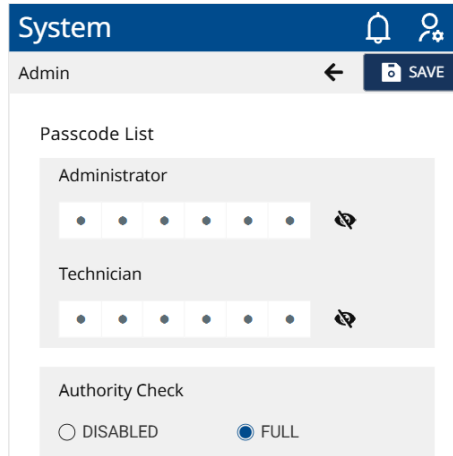 System
Admin
SAVE
Passcode List
Administrator
Technician
Authority Check
DISABLED FULL